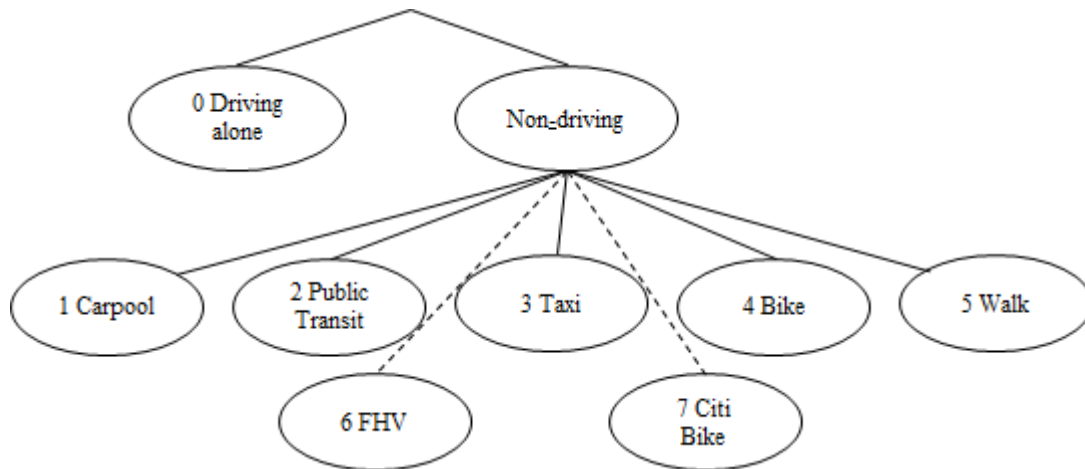 0 Driving
alone
Non-driving
1 Carpool
2 Public
Transit
3 Taxi
4 Bike
5 Walk
6 FHV
7 Citi
Bike